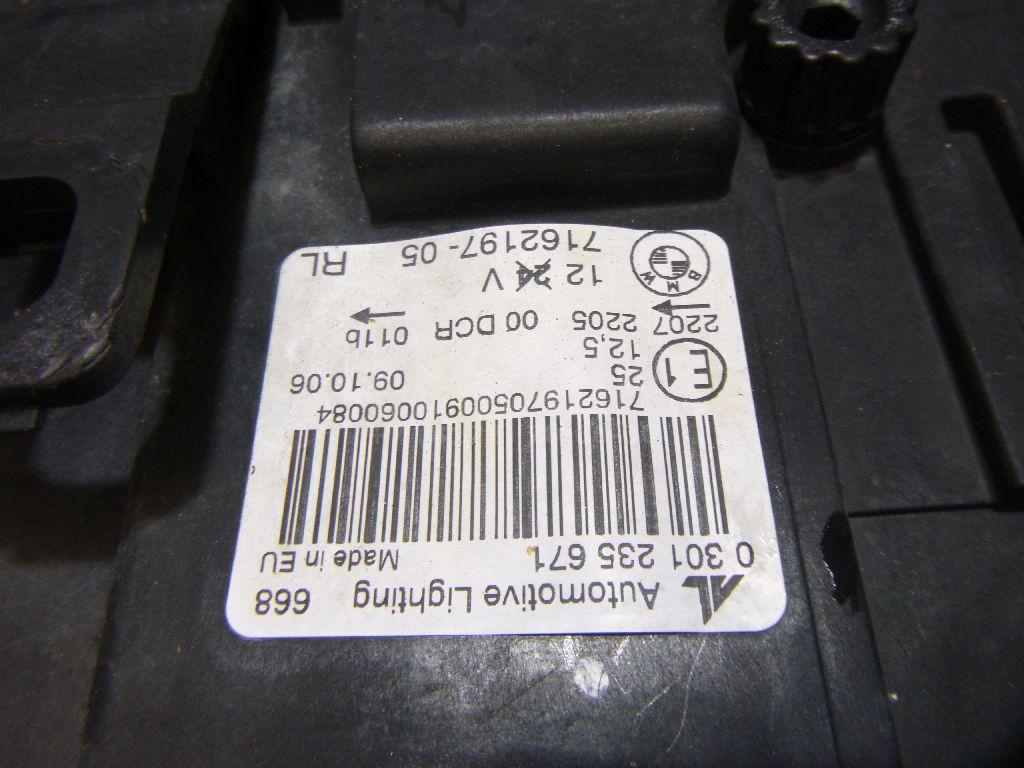 AL Automotive Lighting 668
0 301 235 671 Made in EU
71621970500910060084
E1 25 09.10.06
12,5
2207 2205 00 DCR 011b
BMW 12 24 V
7162197-05 RL